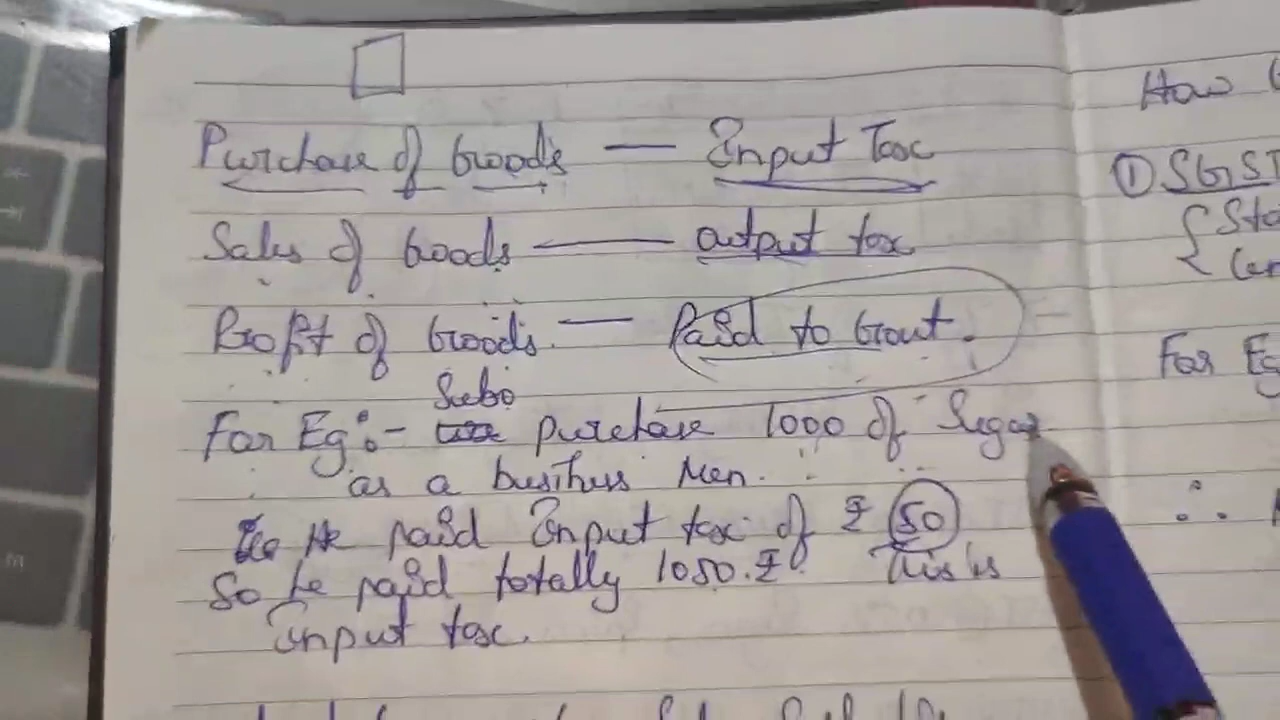 Purchase of Goods — Input Tax
Sales of Goods — output tax
Profit of Goods — Paid to Govt.
Sebo
For Eg:- purchase 1000 of Sugar
as a business Men.
He paid Input tax of ₹ 50
So he paid totally 1050.₹ This is
Input tax.
How
① SGST
For Eg
∴